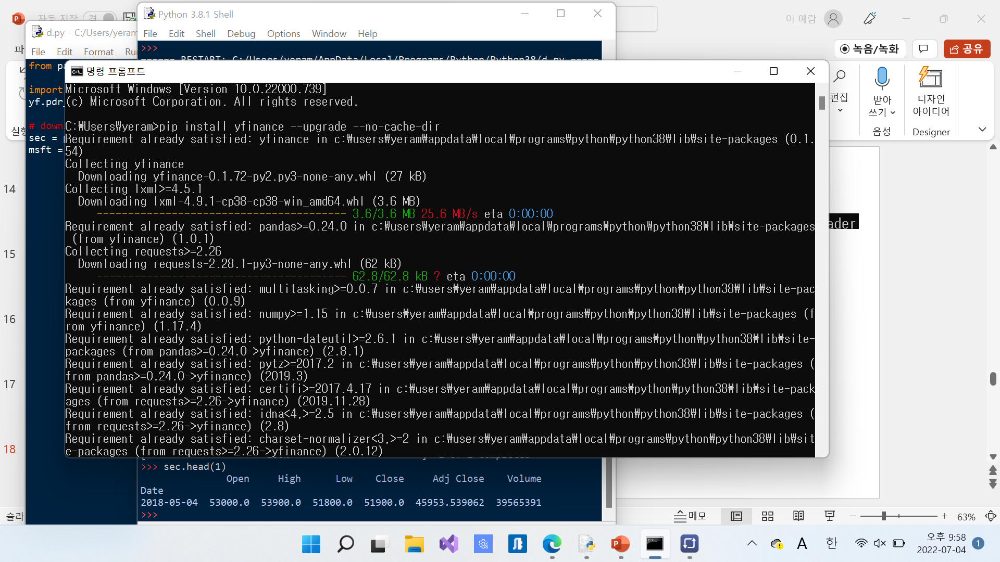 자동 저장
켬
이 예람
Python 3.8.1 Shell
File Edit Shell Debug Options Window Help
d.py - C:/Users/yeram
File Edit Format Ru
파
녹음/녹화
공유
>>>
====== RESTART: C:/Users/yeram/AppData/Local/Programs/Python/Python38/d.py =====
from pa
import
yf.pdr_
# down
sec =
msft =
실행
편집
받아
쓰기
음성
디자인
아이디어
Designer
명령 프롬프트
Microsoft Windows [Version 10.0.22000.739]
(c) Microsoft Corporation. All rights reserved.
C:₩Users₩yeram>pip install yfinance --upgrade --no-cache-dir
Requirement already satisfied: yfinance in c:₩users₩yeram₩appdata₩local₩programs₩python₩python38₩lib₩site-packages (0.1.
54)
Collecting yfinance
Downloading yfinance-0.1.72-py2.py3-none-any.whl (27 kB)
Collecting lxml>=4.5.1
Downloading lxml-4.9.1-cp38-cp38-win_amd64.whl (3.6 MB)
---------------------------------------- 3.6/3.6 MB 25.6 MB/s eta 0:00:00
Requirement already satisfied: pandas>=0.24.0 in c:₩users₩yeram₩appdata₩local₩programs₩python₩python38₩lib₩site-packages
(from yfinance) (1.0.1)
Collecting requests>=2.26
Downloading requests-2.28.1-py3-none-any.whl (62 kB)
---------------------------------------- 62.8/62.8 kB ? eta 0:00:00
Requirement already satisfied: multitasking>=0.0.7 in c:₩users₩yeram₩appdata₩local₩programs₩python₩python38₩lib₩site-pac
kages (from yfinance) (0.0.9)
Requirement already satisfied: numpy>=1.15 in c:₩users₩yeram₩appdata₩local₩programs₩python₩python38₩lib₩site-packages (f
rom yfinance) (1.17.4)
Requirement already satisfied: python-dateutil>=2.6.1 in c:₩users₩yeram₩appdata₩local₩programs₩python₩python38₩lib₩site-
packages (from pandas>=0.24.0->yfinance) (2.8.1)
Requirement already satisfied: pytz>=2017.2 in c:₩users₩yeram₩appdata₩local₩programs₩python₩python38₩lib₩site-packages (
from pandas>=0.24.0->yfinance) (2019.3)
Requirement already satisfied: certifi>=2017.4.17 in c:₩users₩yeram₩appdata₩local₩programs₩python₩python38₩lib₩site-pack
ages (from requests>=2.26->yfinance) (2019.11.28)
Requirement already satisfied: idna<4,>=2.5 in c:₩users₩yeram₩appdata₩local₩programs₩python₩python38₩lib₩site-packages (
from requests>=2.26->yfinance) (2.8)
Requirement already satisfied: charset-normalizer<3,>=2 in c:₩users₩yeram₩appdata₩local₩programs₩python₩python38₩lib₩sit
e-packages (from requests>=2.26->yfinance) (2.0.12)
ader
14
15
16
17
18
>>> sec.head(1)
Open High Low Close Adj Close Volume
Date
2018-05-04 53000.0 53900.0 51800.0 51900.0 45953.539062 39565391
>>>
슬라
메모
63%
A
한
오후 9:58
2022-07-04
1